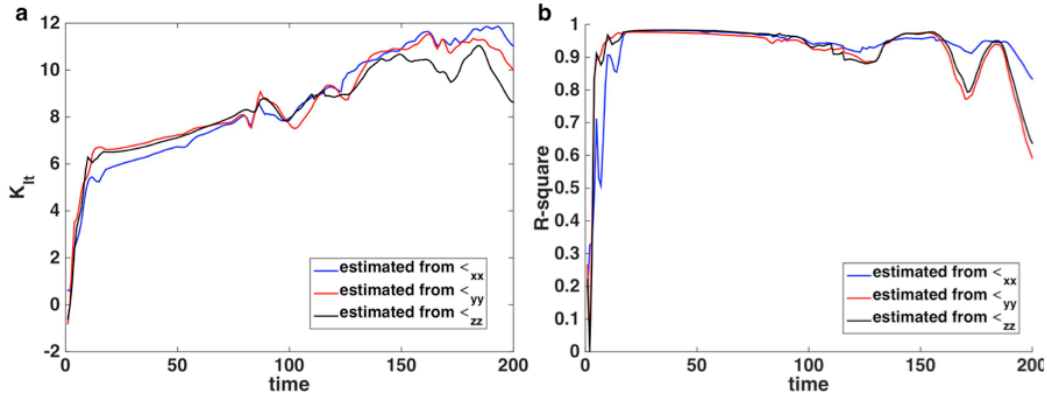 a
12
10
8
6
4
2
0
-2
K_lt
0 50 100 150 200
time
estimated from <_xx
estimated from <_yy
estimated from <_zz
b
1
0.9
0.8
0.7
0.6
0.5
0.4
0.3
0.2
0.1
0
R-square
0 50 100 150 200
time
estimated from <_xx
estimated from <_yy
estimated from <_zz